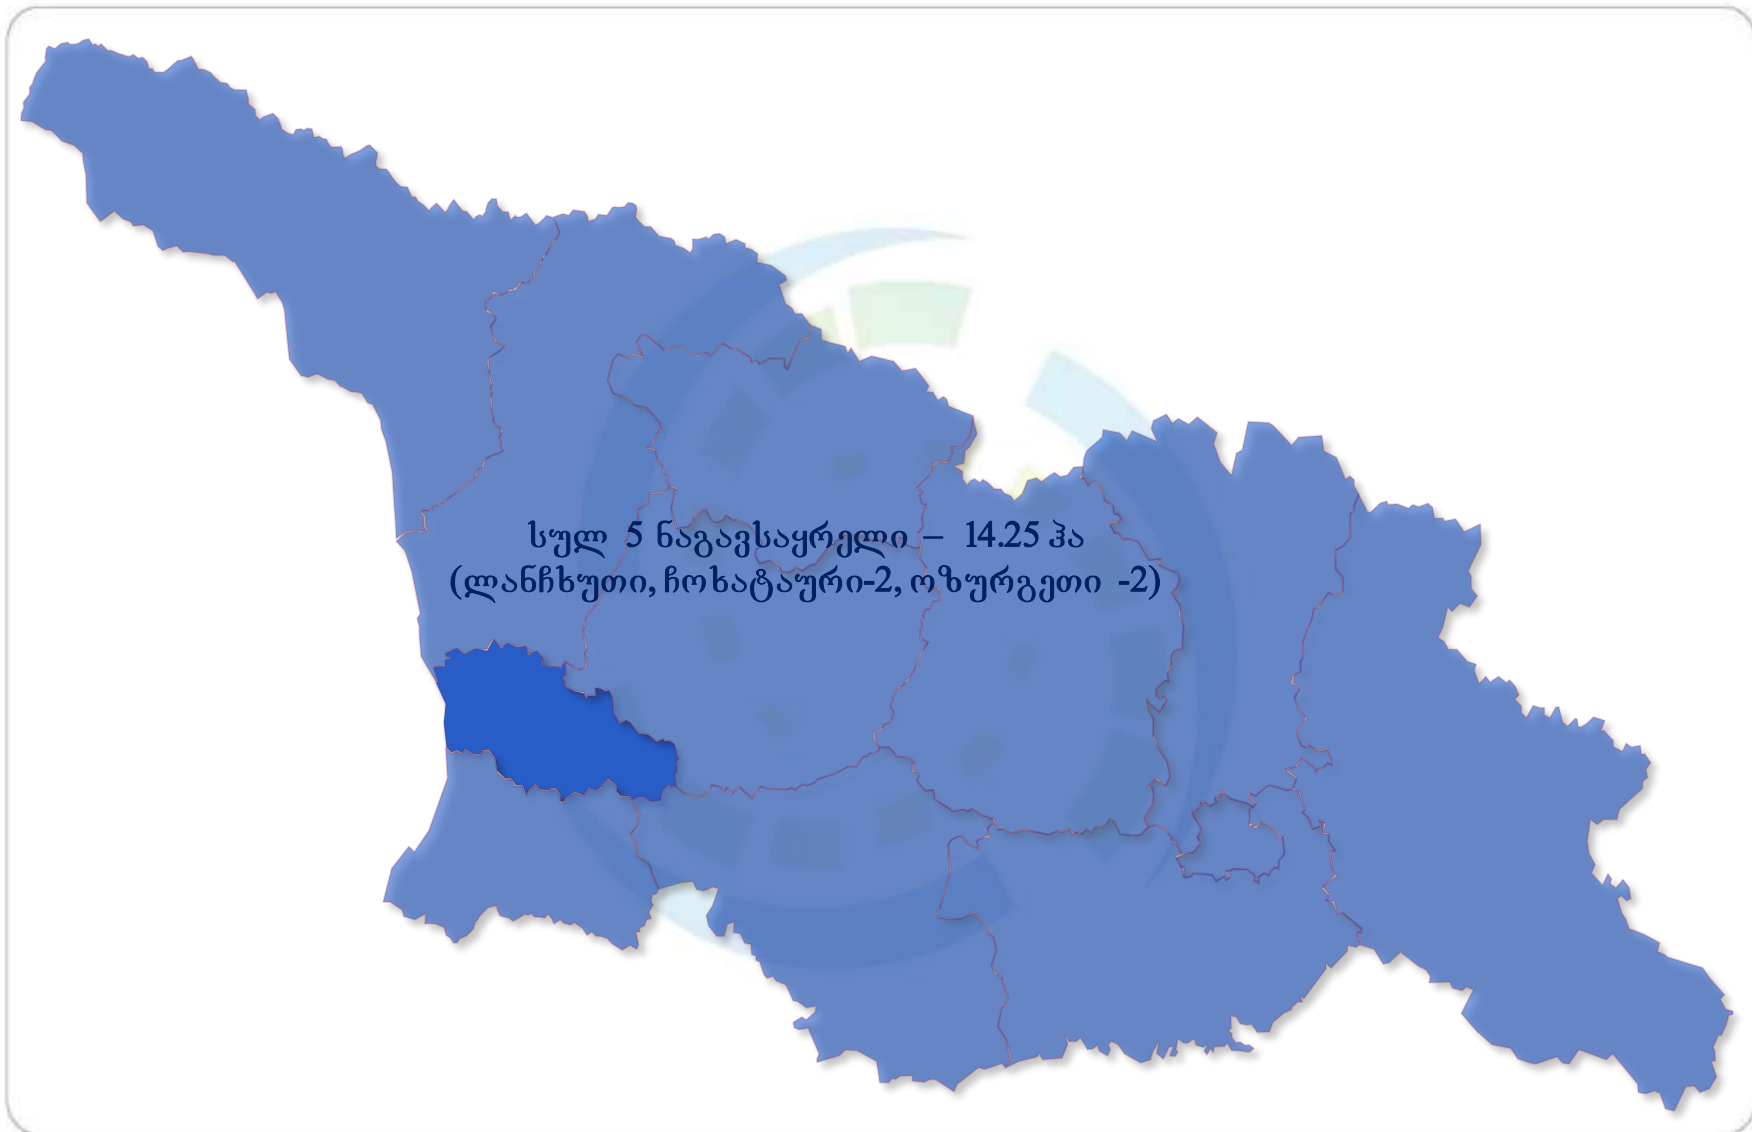 სულ 5 ნაგავსაყრელი – 14.25 ჰა
(ლანჩხუთი, ჩოხატაური-2, ოზურგეთი -2)